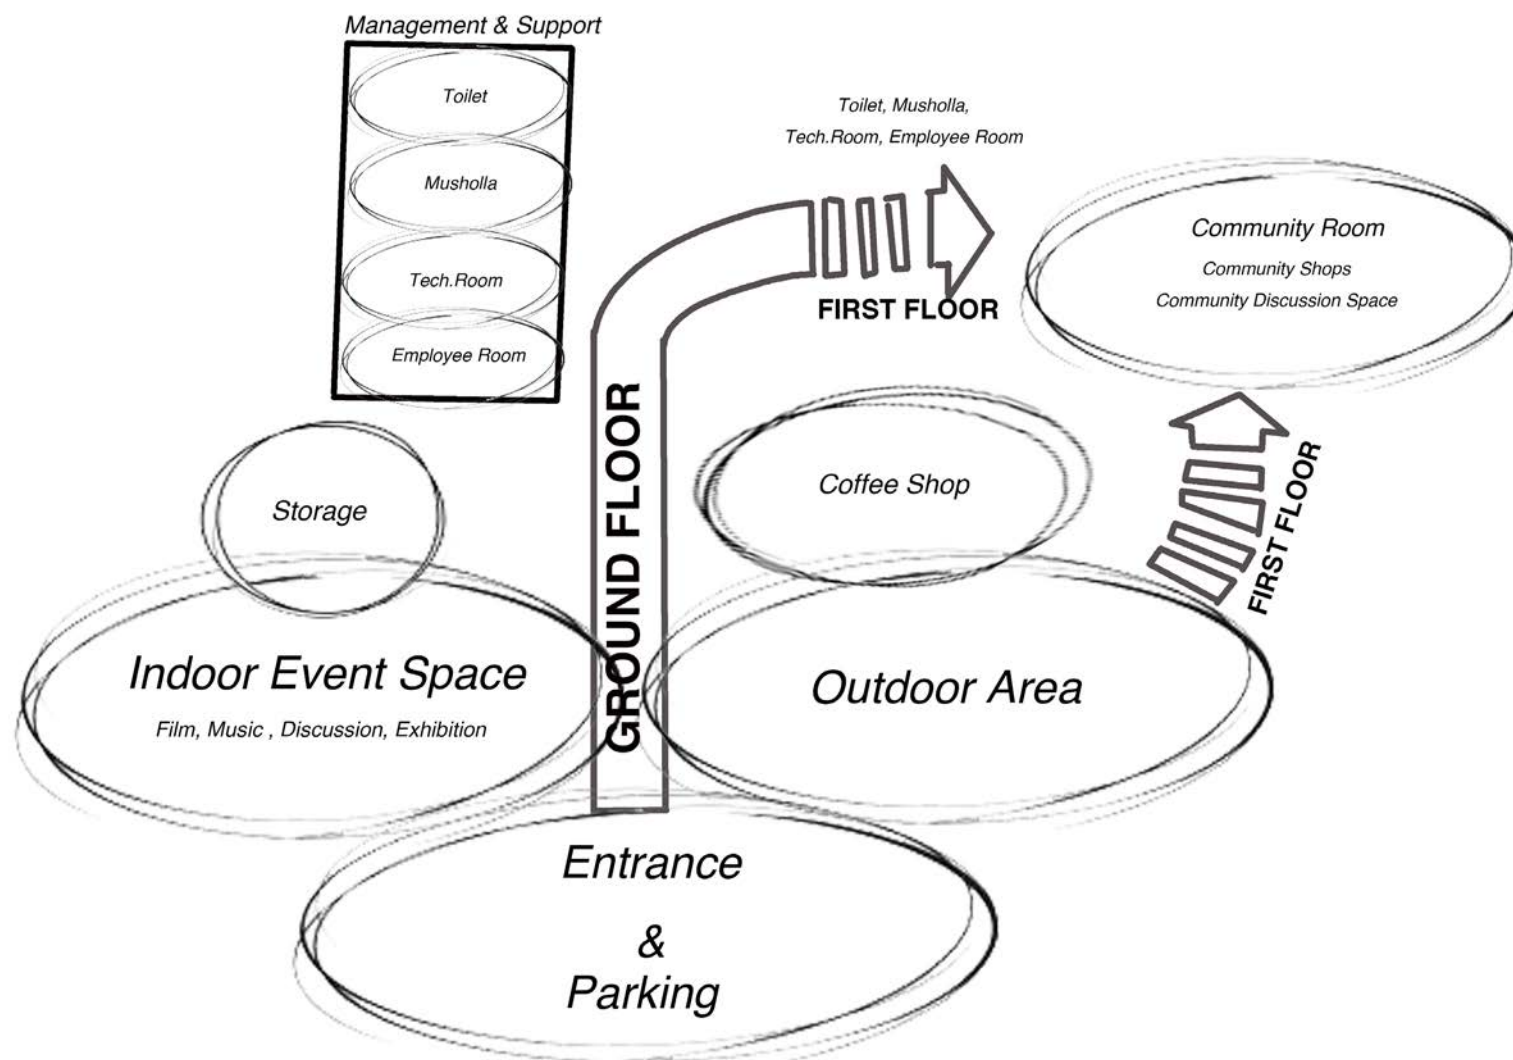 Management & Support
Toilet
Musholla
Tech.Room
Employee Room
Toilet, Musholla,
Tech.Room, Employee Room
FIRST FLOOR
Community Room
Community Shops
Community Discussion Space
FIRST FLOOR
GROUND FLOOR
Coffee Shop
Storage
Indoor Event Space
Film, Music , Discussion, Exhibition
Outdoor Area
Entrance
&
Parking